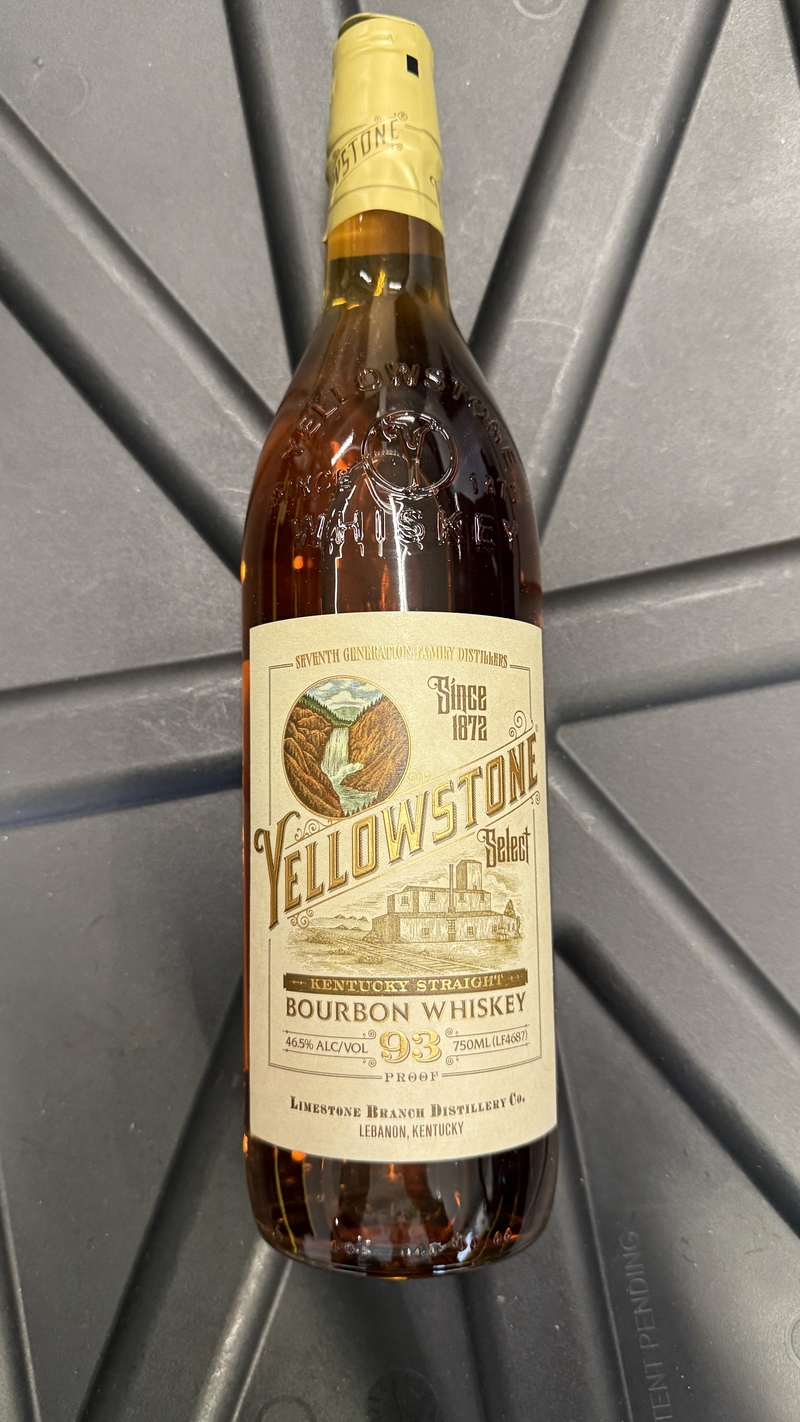 WSTONE
YELLOWSTONE
Y
SINCE 1872
WHISKEY
SEVENTH GENERATION FAMILY DISTILLERS
Since
1872
YELLOWSTONE
Select
KENTUCKY STRAIGHT
BOURBON WHISKEY
46.5% ALC/VOL 93 750ML (LF4687)
PROOF
LIMESTONE BRANCH DISTILLERY CO.
LEBANON, KENTUCKY
TENT PENDING